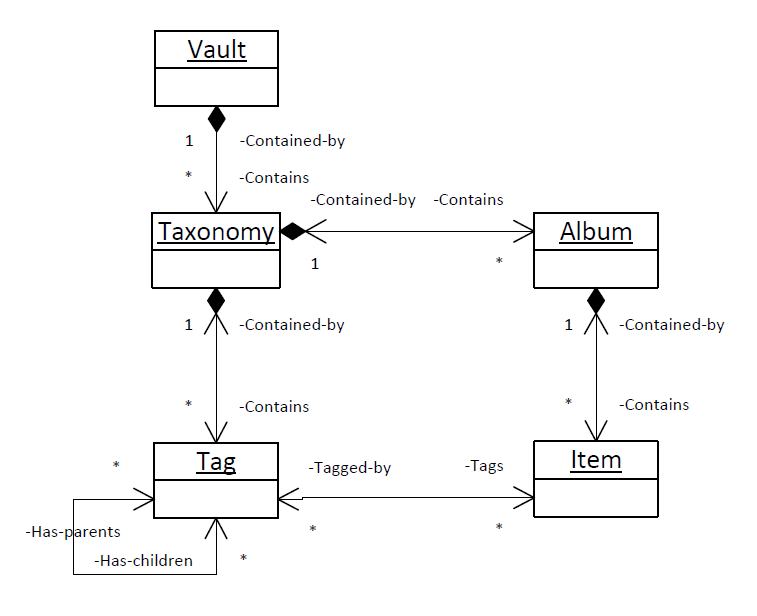 Vault
1 -Contained-by
* -Contains
-Contained-by -Contains
Taxonomy Album
1 *
1 -Contained-by 1 -Contained-by
* -Contains * -Contains
Tag Item
* -Tagged-by -Tags
* *
-Has-parents
-Has-children *